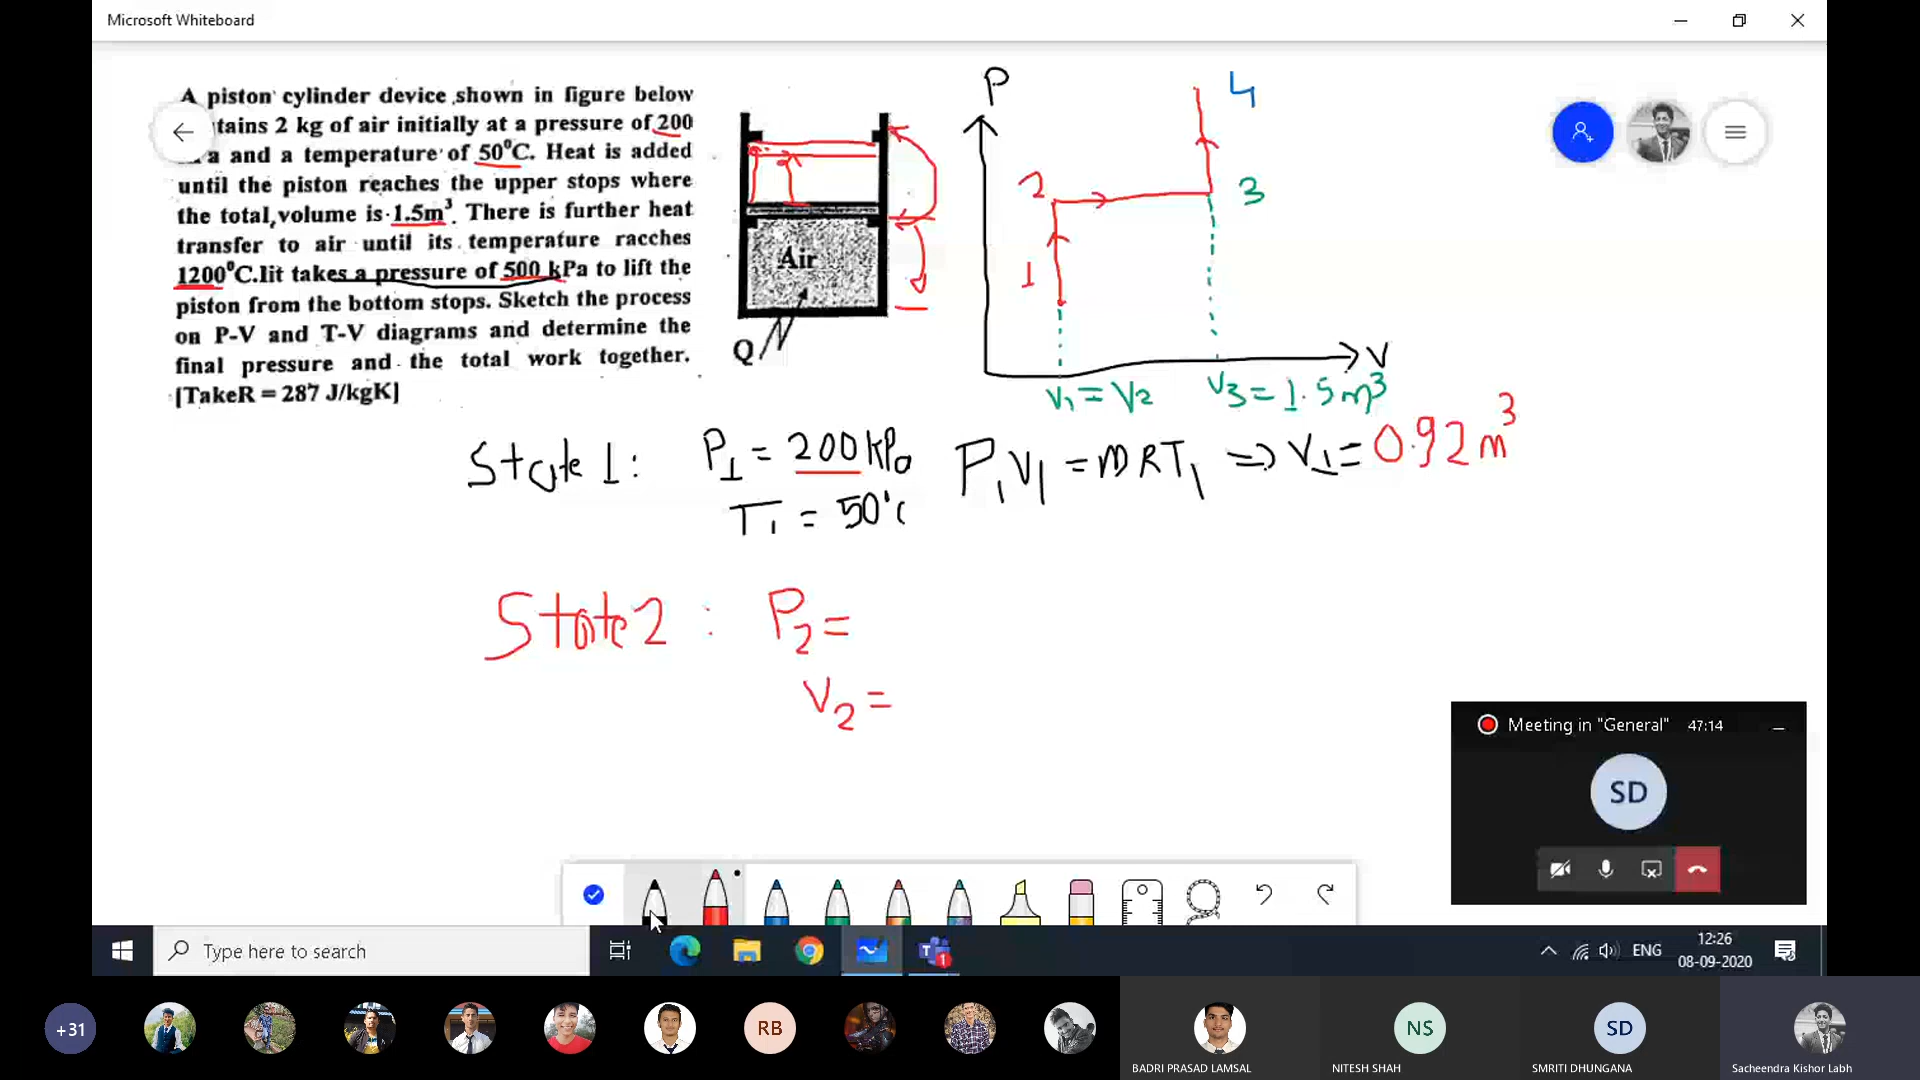 Microsoft Whiteboard
A piston cylinder device shown in figure below
tains 2 kg of air initially at a pressure of 200
a and a temperature of 50°C. Heat is added
until the piston reaches the upper stops where
the total, volume is 1.5m³. There is further heat
transfer to air until its temperature racches
1200°C. Iit takes a pressure of 500 kPa to lift the
piston from the bottom stops. Sketch the process
on P-V and T-V diagrams and determine the
final pressure and the total work together.
[TakeR = 287 J/kgK]
Air
Q
P
4
2
3
1
V
V₁ = V₂
V3 = 1.5m³
State 1:
P1 = 200 kPa
P₁V₁ = mRT₁ => V1 = 0.92 m³
T₁ = 50°C
State 2 : P2 =
V2 =
Meeting in "General" 47:14
SD
Type here to search
1
ENG
12:26
08-09-2020
+31
RB
NS
SD
BADRI PRASAD LAMSAL
NITESH SHAH
SMRITI DHUNGANA
Sacheendra Kishor Labh